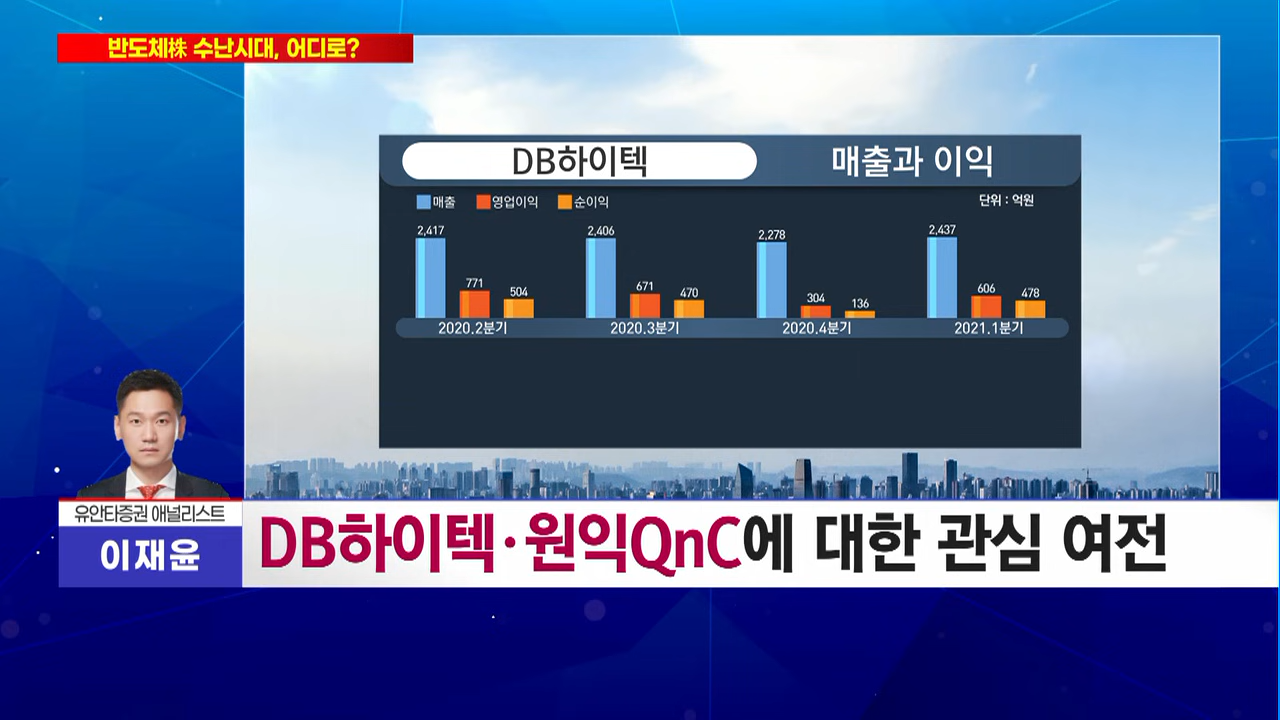 반도체株 수난시대, 어디로?
DB하이텍 매출과 이익
매출 영업이익 순이익 단위 : 억원
2,417 771 504 2,406 671 470 2,278 304 136 2,437 606 478
2020.2분기 2020.3분기 2020.4분기 2021.1분기
유안타증권 애널리스트
이재윤
DB하이텍·원익QnC에 대한 관심 여전